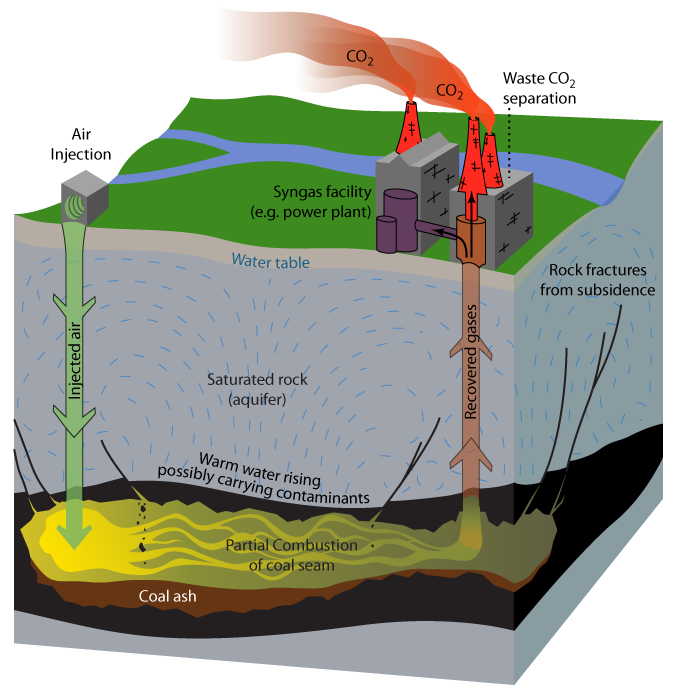 CO₂
CO₂
Waste CO₂
separation
Air
Injection
Syngas facility
(e.g. power plant)
Water table
Rock fractures
from subsidence
Injected air
Recovered gases
Saturated rock
(aquifer)
Warm water rising
possibly carrying contaminants
Partial Combustion
of coal seam
Coal ash